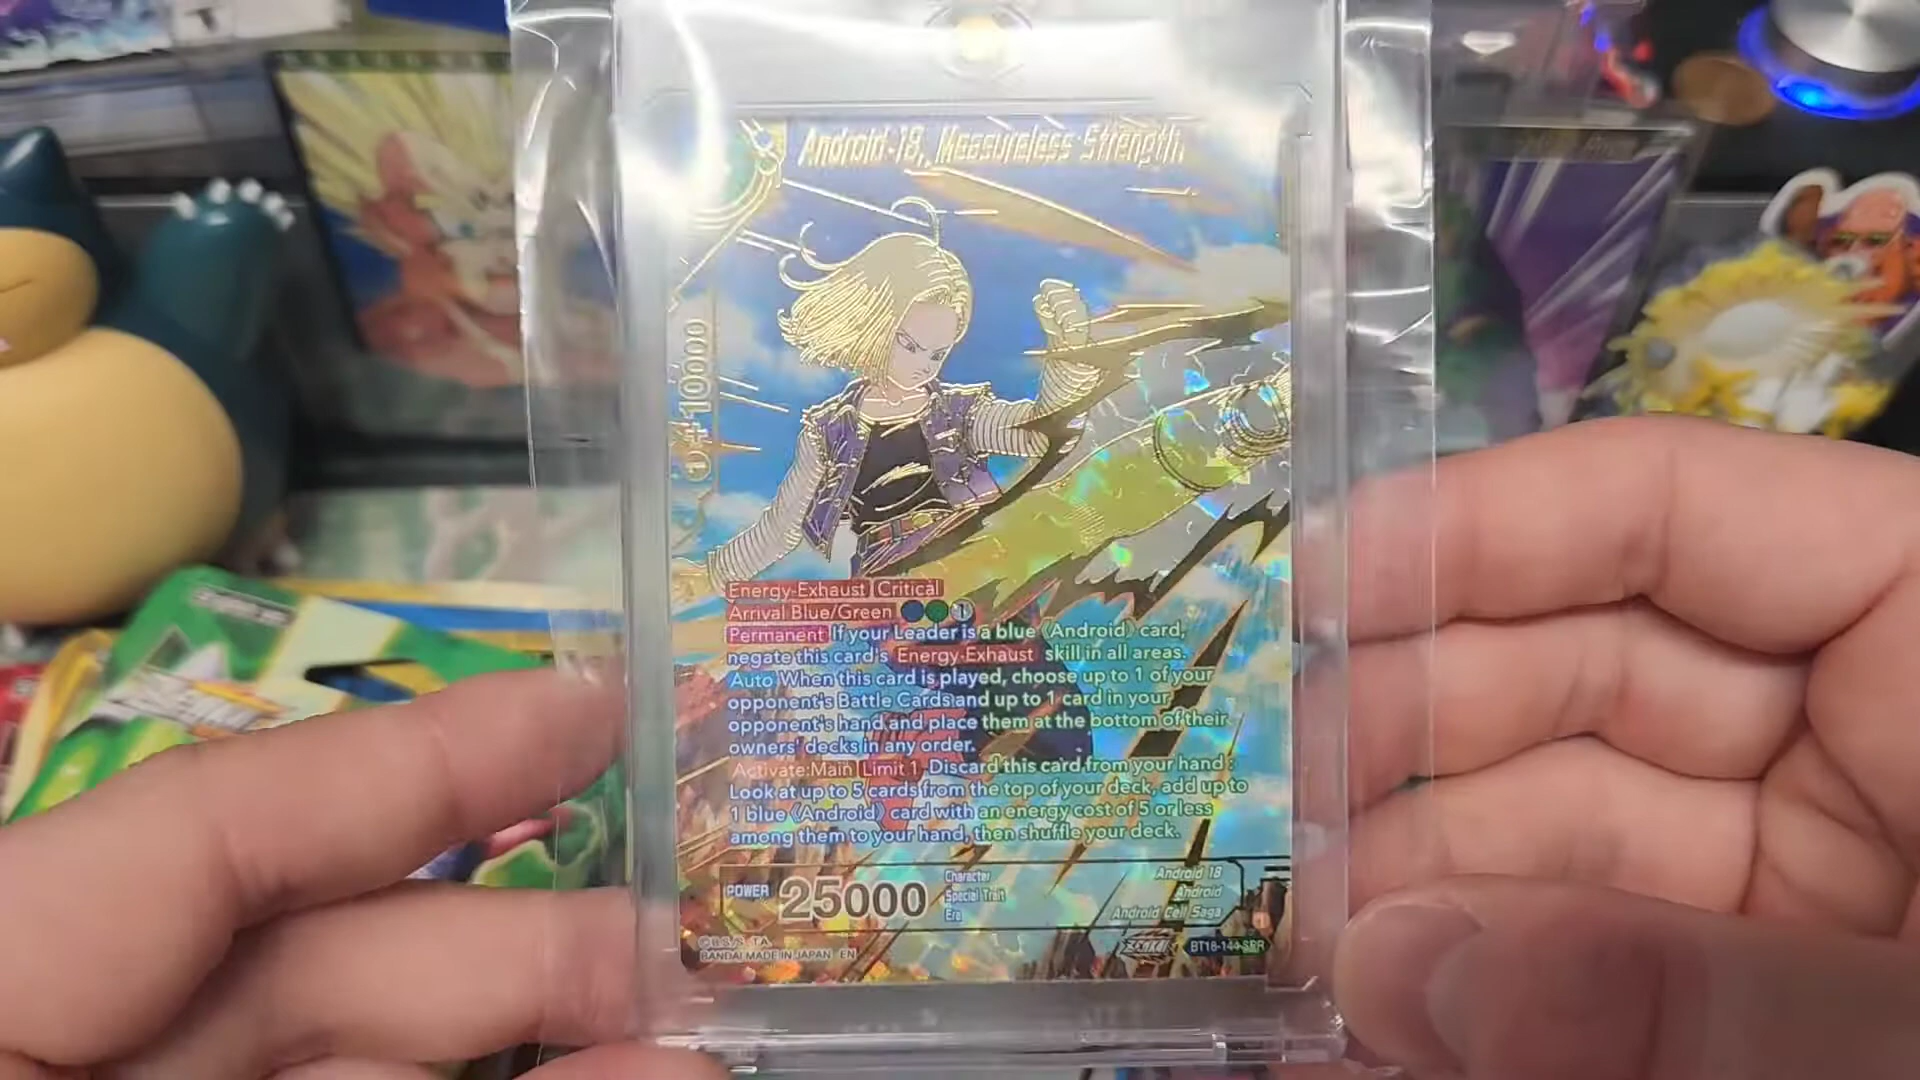 Android 18, Measureless Strength
+10000
Energy-Exhaust Critical
Arrival Blue/Green 1
Permanent If your Leader is a blue 《Android》 card,
negate this card's Energy-Exhaust skill in all areas.
Auto When this card is played, choose up to 1 of your
opponent's Battle Cards and up to 1 card in your
opponent's hand and place them at the bottom of their
owners' decks in any order.
Activate:Main Limit 1 Discard this card from your hand :
Look at up to 5 cards from the top of your deck, add up to
1 blue 《Android》 card with an energy cost of 5 or less
among them to your hand, then shuffle your deck.
POWER 25000
Character Android 18
Special Trait Android
Era Android Cell Saga
©B.S./S., T.A.
BANDAI MADE IN JAPAN EN
ZENKAI BT18-144 SPR